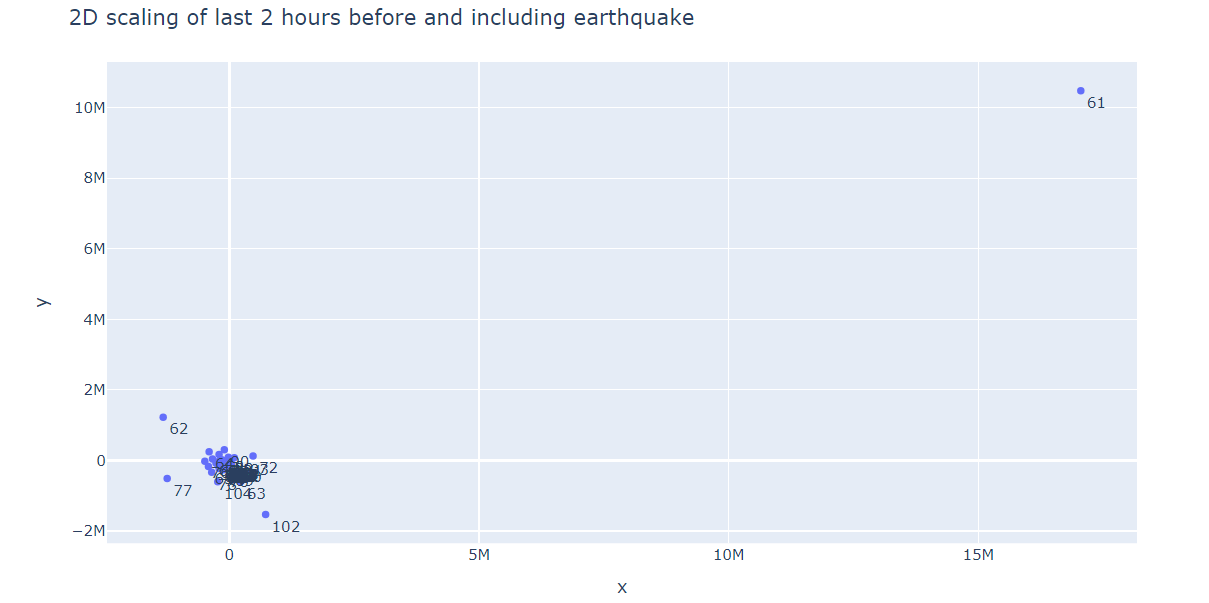 2D scaling of last 2 hours before and including earthquake
10M
61
8M
6M
4M
2M
62
0
72
77
104
63
102
−2M
0
5M
10M
15M
x
y